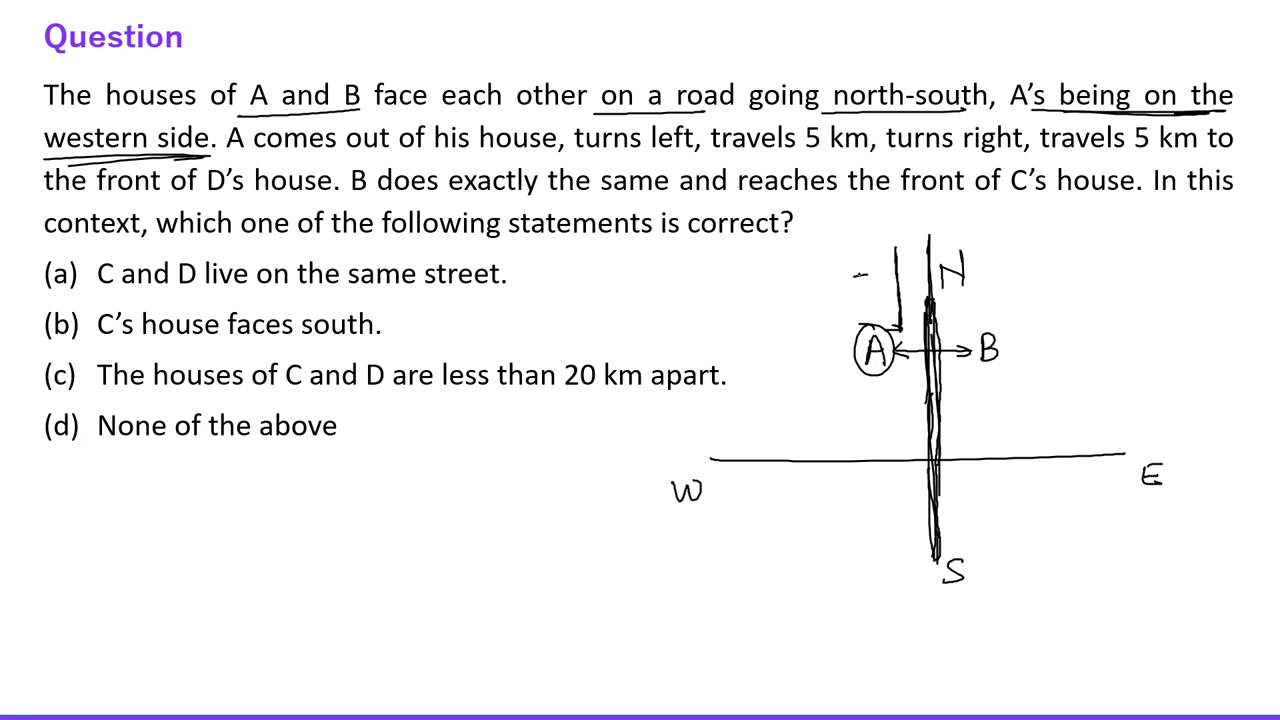 Question
The houses of A and B face each other on a road going north-south, A's being on the
western side. A comes out of his house, turns left, travels 5 km, turns right, travels 5 km to
the front of D's house. B does exactly the same and reaches the front of C's house. In this
context, which one of the following statements is correct?
(a) C and D live on the same street.
(b) C's house faces south.
(c) The houses of C and D are less than 20 km apart.
(d) None of the above
N
A
B
W
E
S